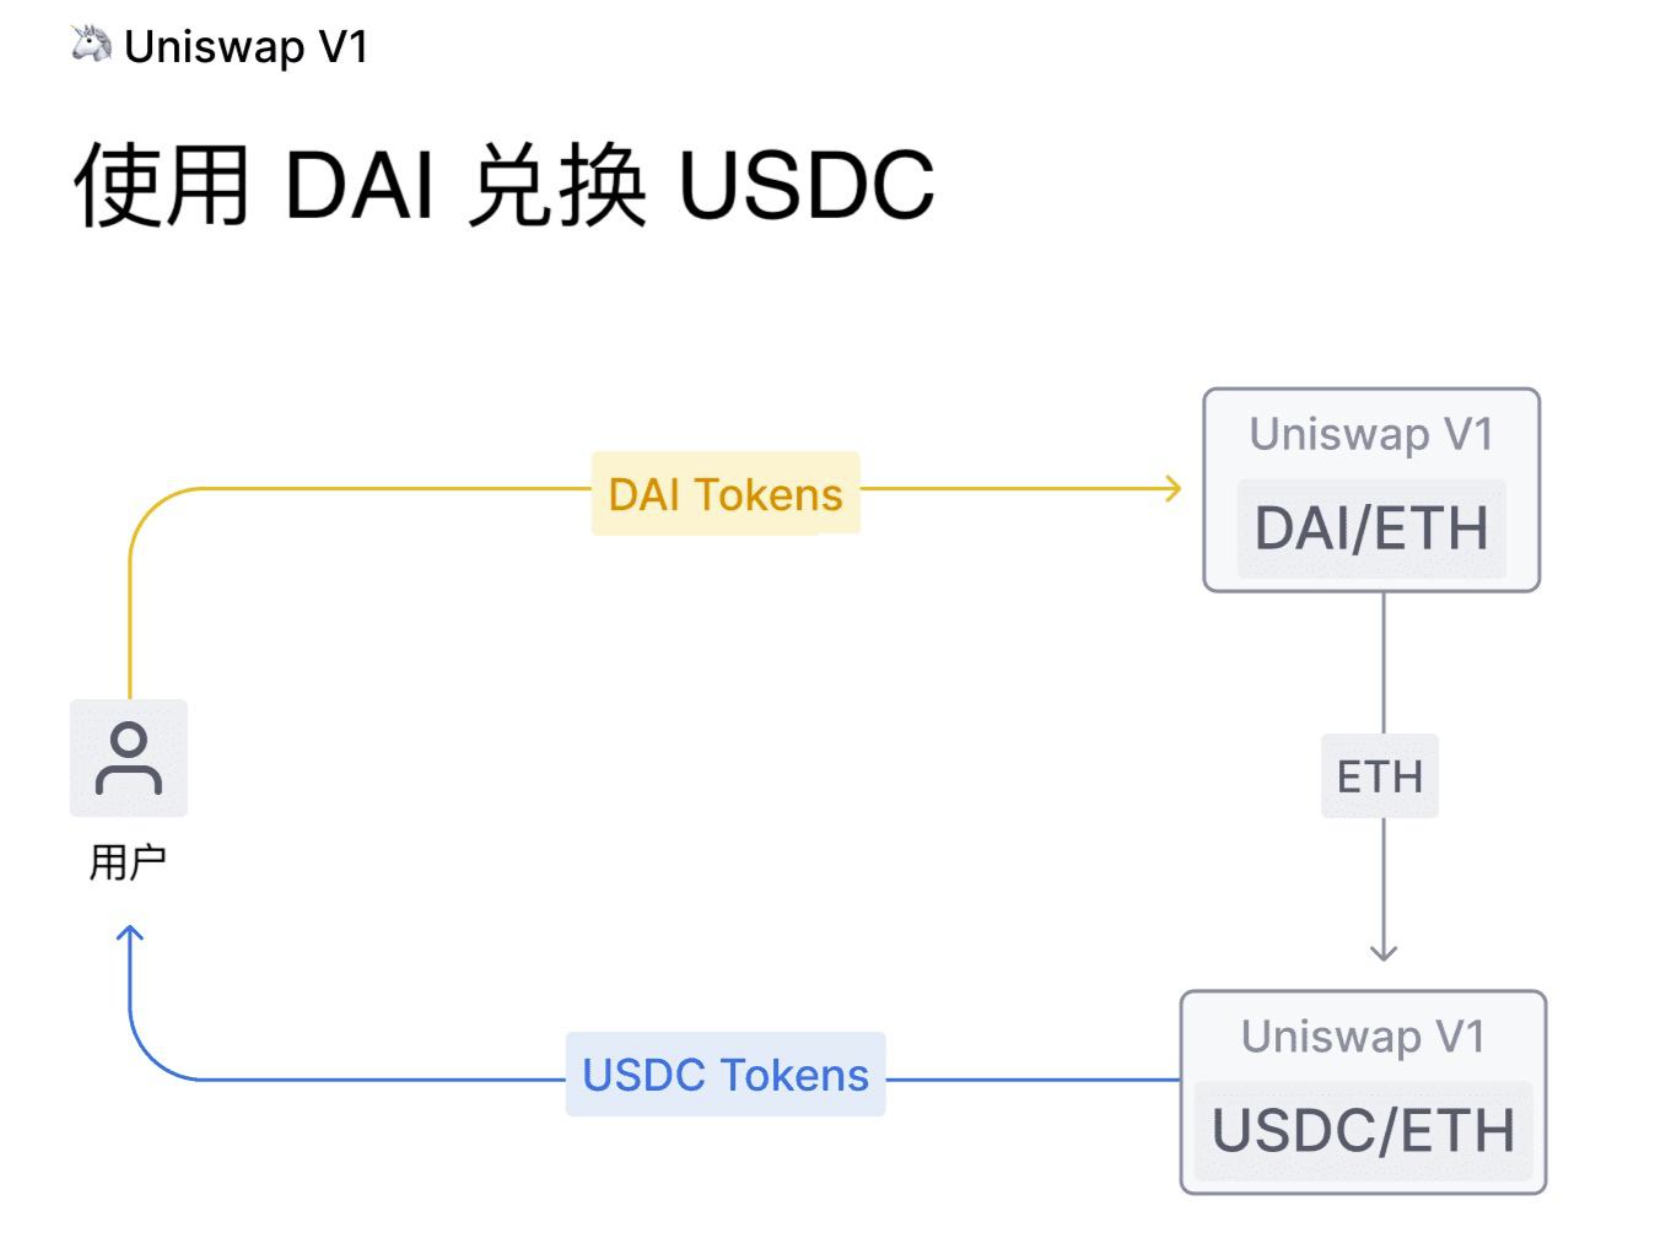 Uniswap V1
使用 DAI 兑换 USDC
Uniswap V1
DAI/ETH
DAI Tokens
ETH
用户
Uniswap V1
USDC/ETH
USDC Tokens